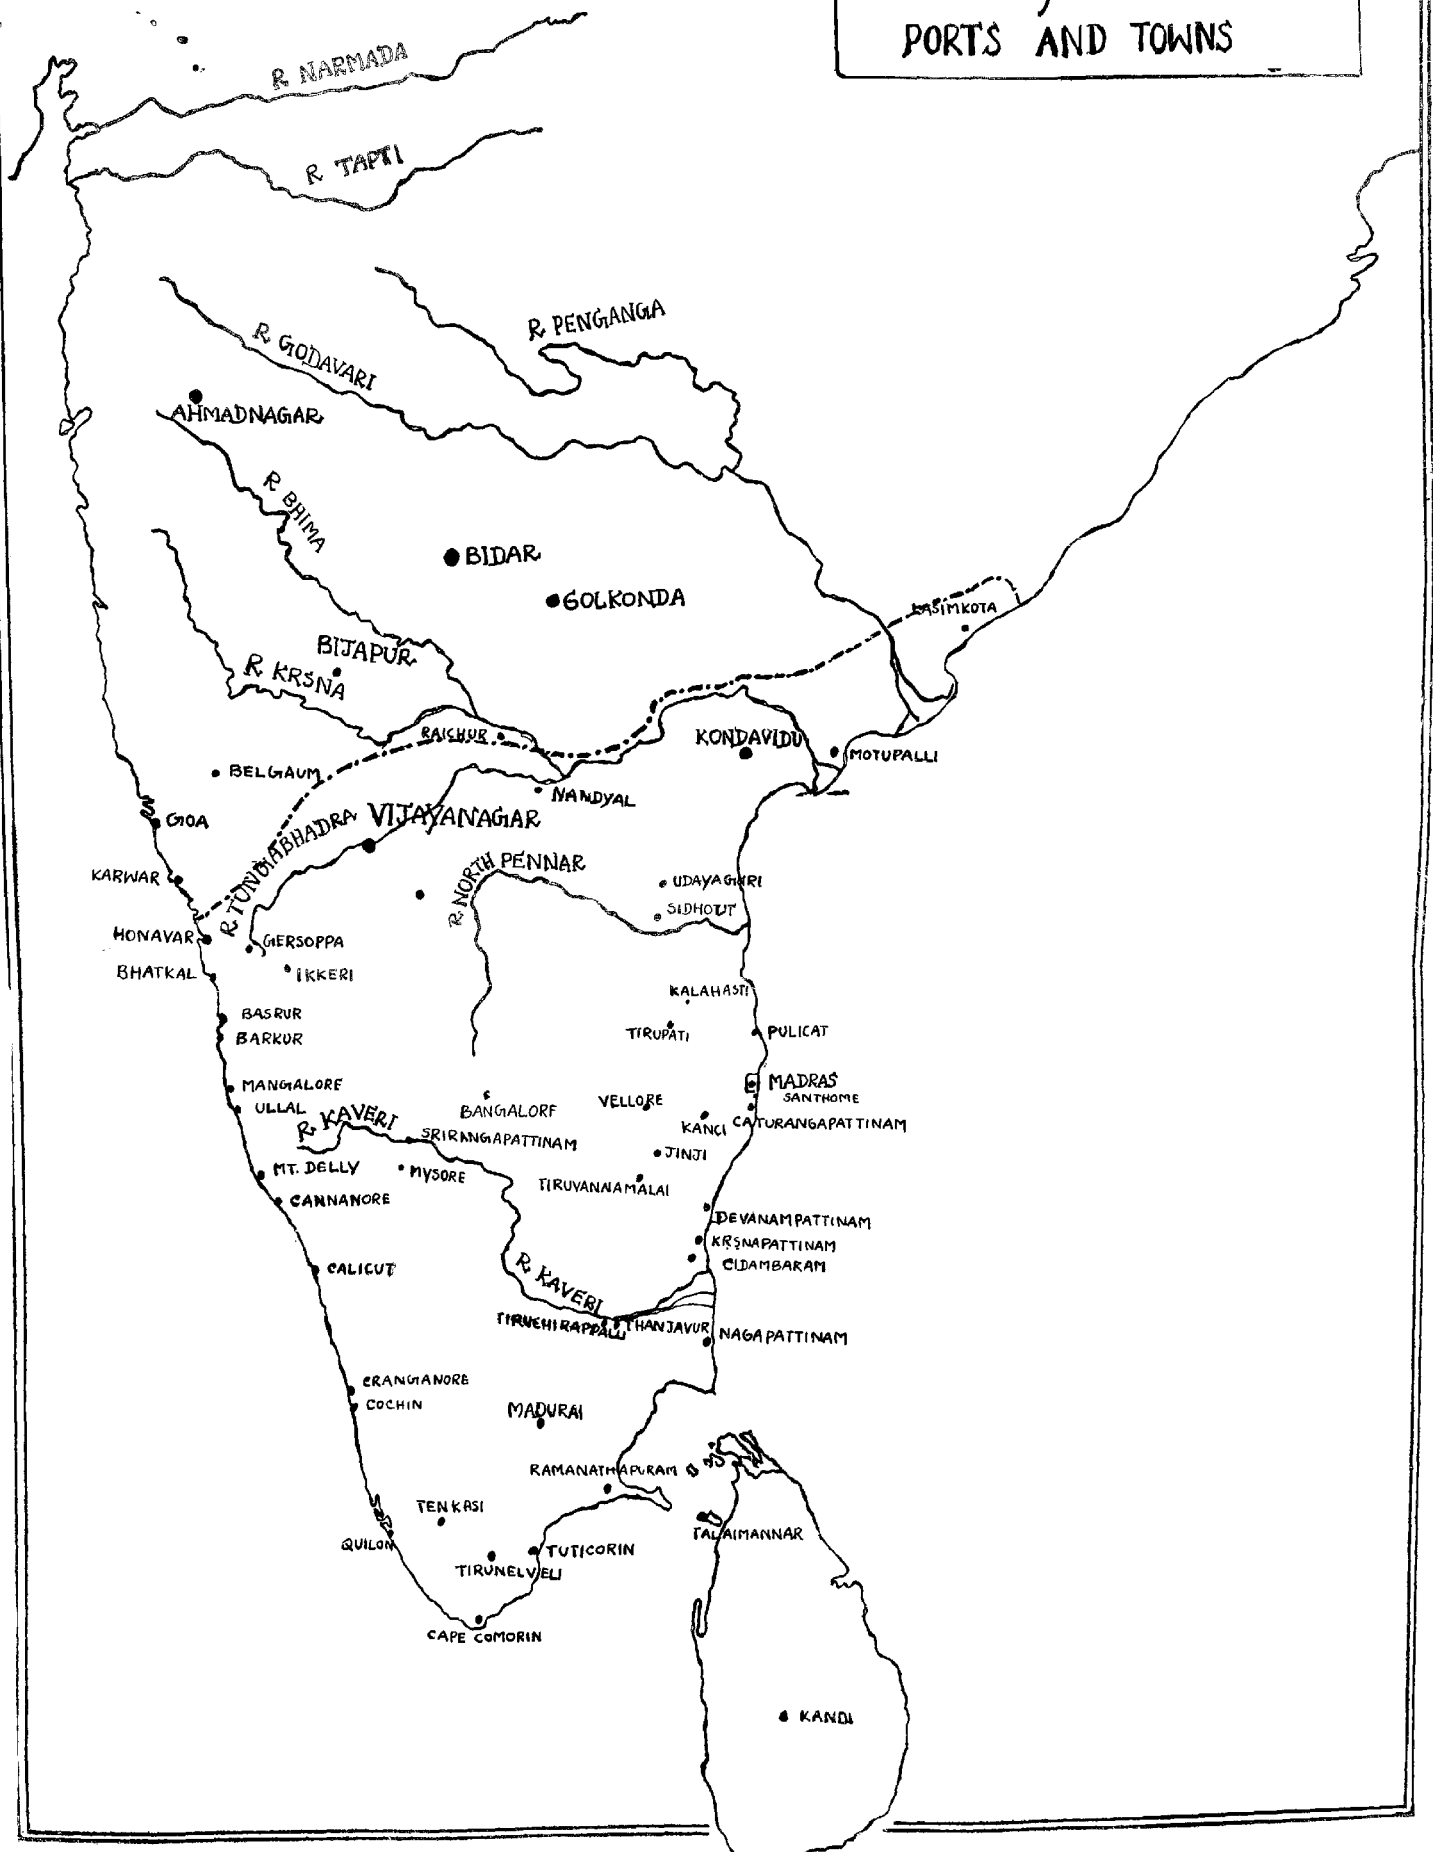 PORTS AND TOWNS
R NARMADA
R TAPTI
R PENGANGA
R GODAVARI
AHMADNAGAR
R BHIMA
BIDAR
GOLKONDA
KASIMKOTA
BIJAPUR
R KRSNA
RAICHUR
KONDAVIDU
MOTUPALLI
BELGAUM
NANDYAL
GOA
R TUNGABHADRA
VIJAYANAGAR
KARWAR
R NORTH PENNAR
UDAYAGIRI
SIDHOUT
HONAVAR
GERSOPPA
BHATKAL
IKKERI
KALAHASTI
BASRUR
BARKUR
TIRUPATI
PULICAT
MANGALORE
MADRAS
SANTHOME
ULLAL
BANGALORE
VELLORE
KANCI
CATURANGAPATTINAM
R. KAVERI
SRIRANGAPATTINAM
JINJI
MT. DELLY
MYSORE
TIRUVANNAMALAI
CANNANORE
DEVANAMPATTINAM
KRSNAPATTINAM
CIDAMBARAM
CALICUT
R. KAVERI
TIRUCHIRAPPALLI
THANJAVUR
NAGAPATTINAM
CRANGANORE
COCHIN
MADURAI
RAMANATHAPURAM
TENKASI
TALAIMANNAR
QUILON
TUTICORIN
TIRUNELVELI
CAPE COMORIN
KANDI